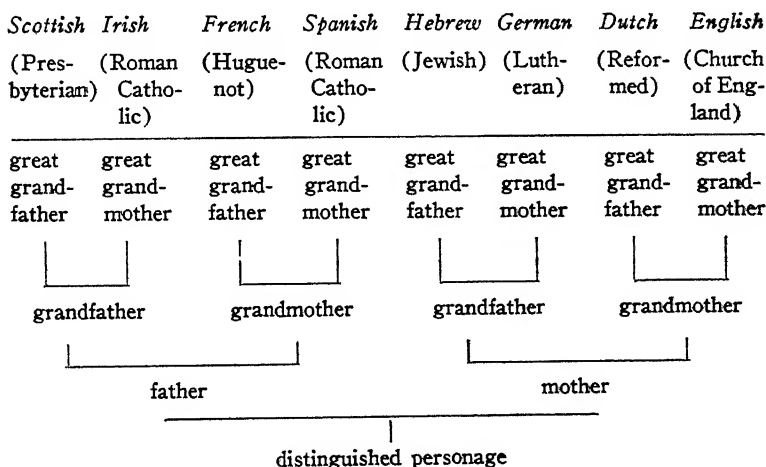 Scottish Irish French Spanish Hebrew German Dutch English
(Pres- (Roman (Hugue- (Roman (Jewish) (Luth- (Refor- (Church
byterian) Catho- not) Catho- eran) med) of Eng-
lic) lic) land)
great great great great great great great great
grand- grand- grand- grand- grand- grand- grand- grand-
father mother father mother father mother father mother
grandfather grandmother grandfather grandmother
father mother
distinguished personage